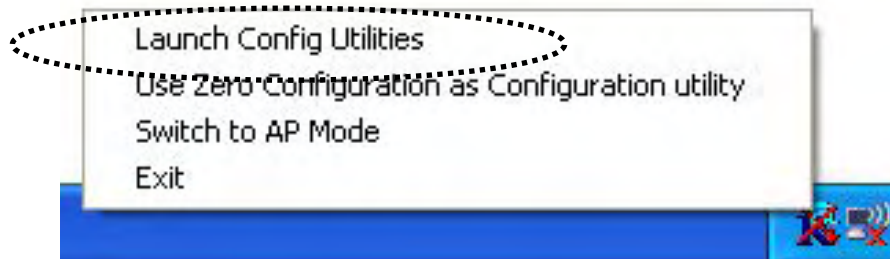 Launch Config Utilities
Use Zero Configuration as Configuration utility
Switch to AP Mode
Exit